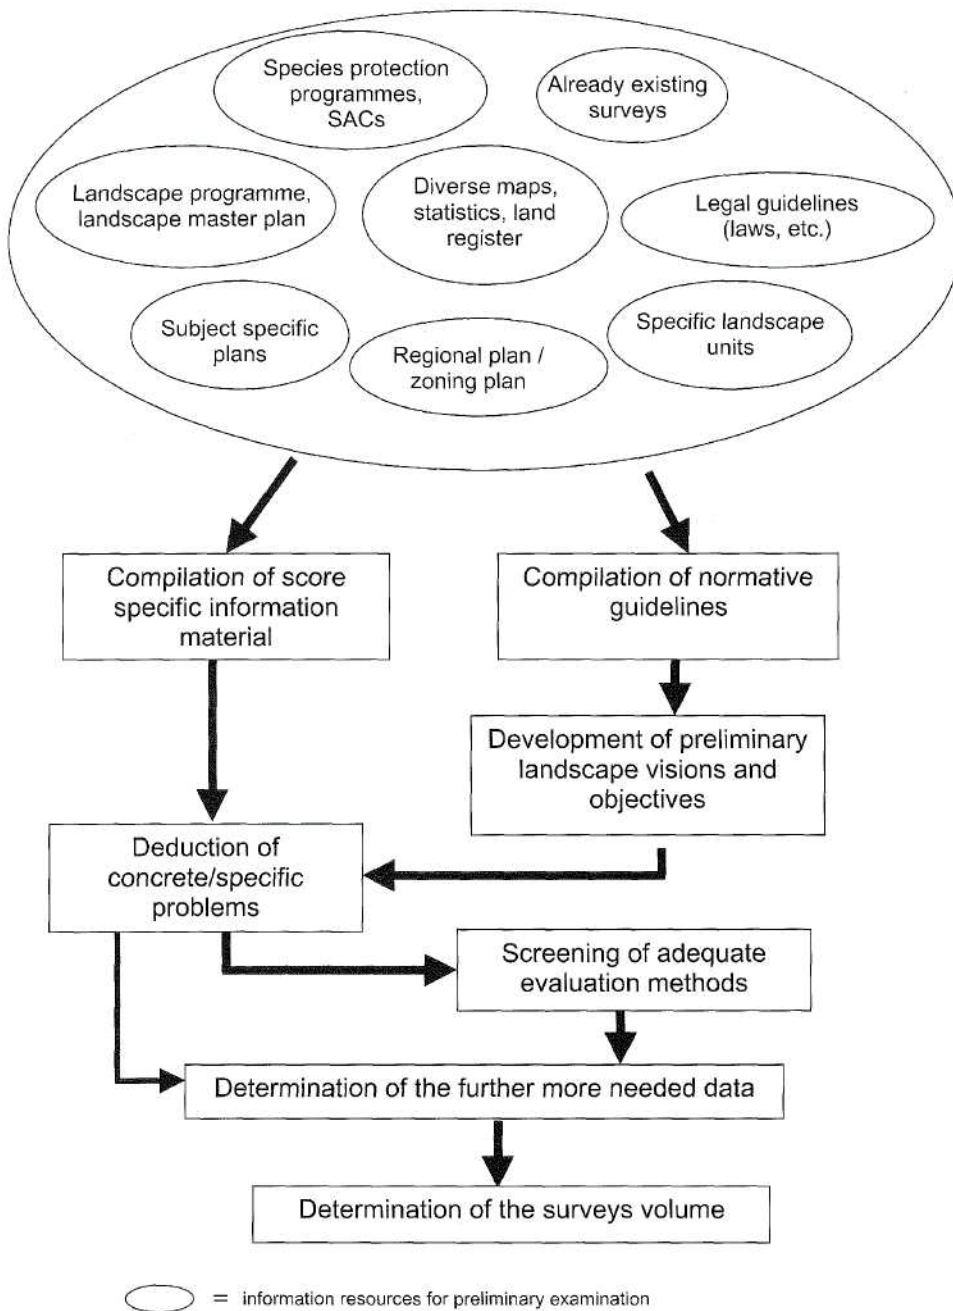 Species protection
programmes,
SACs
Already existing
surveys
Landscape programme,
landscape master plan
Diverse maps,
statistics, land
register
Legal guidelines
(laws, etc.)
Subject specific
plans
Regional plan /
zoning plan
Specific landscape
units
Compilation of score
specific information
material
Compilation of normative
guidelines
Development of preliminary
landscape visions and
objectives
Deduction of
concrete/specific
problems
Screening of adequate
evaluation methods
Determination of the further more needed data
Determination of the surveys volume
= information resources for preliminary examination